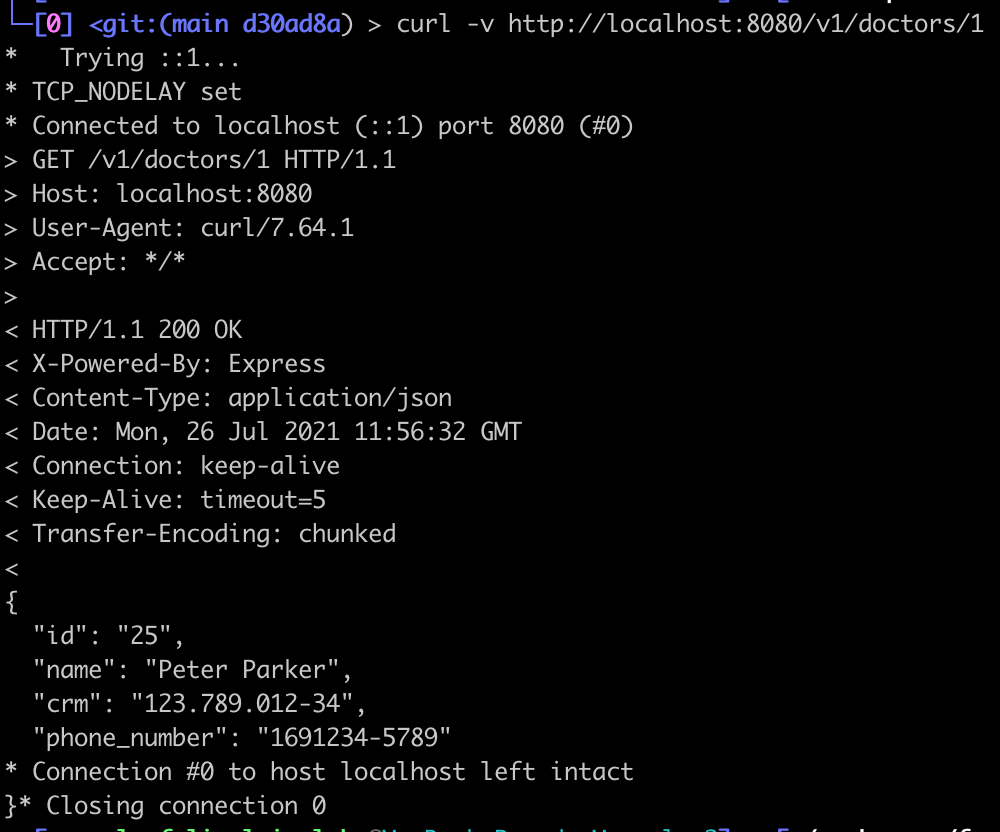 [0] <git:(main d30ad8a) > curl -v http://localhost:8080/v1/doctors/1
*   Trying ::1...
* TCP_NODELAY set
* Connected to localhost (::1) port 8080 (#0)
> GET /v1/doctors/1 HTTP/1.1
> Host: localhost:8080
> User-Agent: curl/7.64.1
> Accept: */*
>
< HTTP/1.1 200 OK
< X-Powered-By: Express
< Content-Type: application/json
< Date: Mon, 26 Jul 2021 11:56:32 GMT
< Connection: keep-alive
< Keep-Alive: timeout=5
< Transfer-Encoding: chunked
<
{
  "id": "25",
  "name": "Peter Parker",
  "crm": "123.789.012-34",
  "phone_number": "1691234-5789"
* Connection #0 to host localhost left intact
}* Closing connection 0